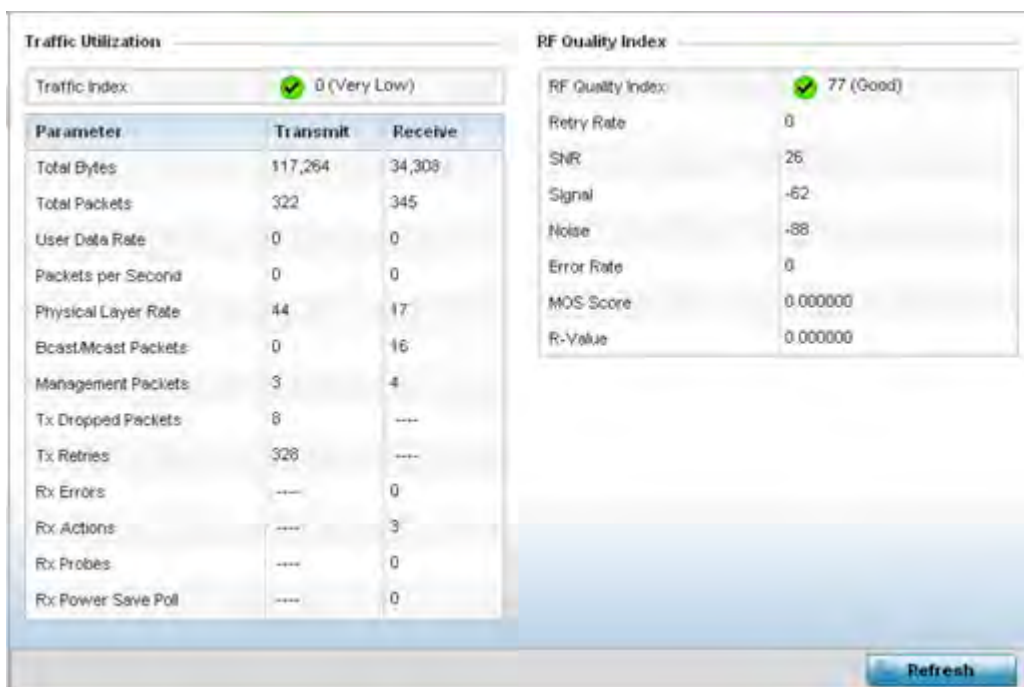 Traffic Utilization
Traffic Index 0 (Very Low)
Parameter Transmit Receive
Total Bytes 117,264 34,308
Total Packets 322 345
User Data Rate 0 0
Packets per Second 0 0
Physical Layer Rate 44 17
Bcast/Mcast Packets 0 16
Management Packets 3 4
Tx Dropped Packets 8 ----
Tx Retries 328 ----
Rx Errors ---- 0
Rx Actions ---- 3
Rx Probes ---- 0
Rx Power Save Poll ---- 0
RF Quality Index
RF Quality Index 77 (Good)
Retry Rate 0
SNR 26
Signal -62
Noise -88
Error Rate 0
MOS Score 0.000000
R-Value 0.000000
Refresh